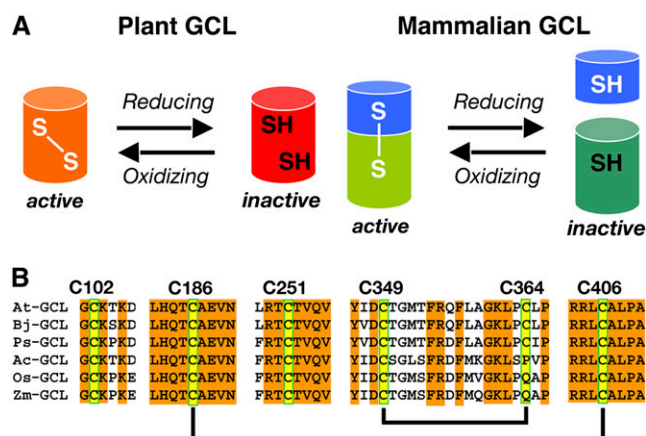 A Plant GCL Mammalian GCL
Reducing
Oxidizing
S
S
active
SH
SH
inactive
Reducing
Oxidizing
S
S
active
SH
SH
inactive
B
C102 C186 C251 C349 C364 C406
At-GCL GCKTKD LHQTCAEVN LRTCTVQV YIDCTGMTFRQFLAGKLPCLP RRLCALPA
Bj-GCL GCKSKD LHQTCAEVN LRTCTVQV YVDCTGMTFRQFLAGKLPCLP RRLCALPA
Ps-GCL GCKPKD LHQTCAEVN FRTCTVQV YIDCTGMTFRDFLAGKLPCIP RRLCALPA
Ac-GCL GCKTKD LHQTCAEVN FRTCTVQV YIDCSGLSFRDFMKGKLSPVP RRLCALPA
Os-GCL GCKPKE LHQTCAEVN FRTCTVQV YIDCTGMSFRDFMVGKLPQAP RRLCALPA
Zm-GCL GCKPKE LHQTCAEVN FRTCTVQV YIDCTGMSFRDFMQGKLPQAP RRLCALPA